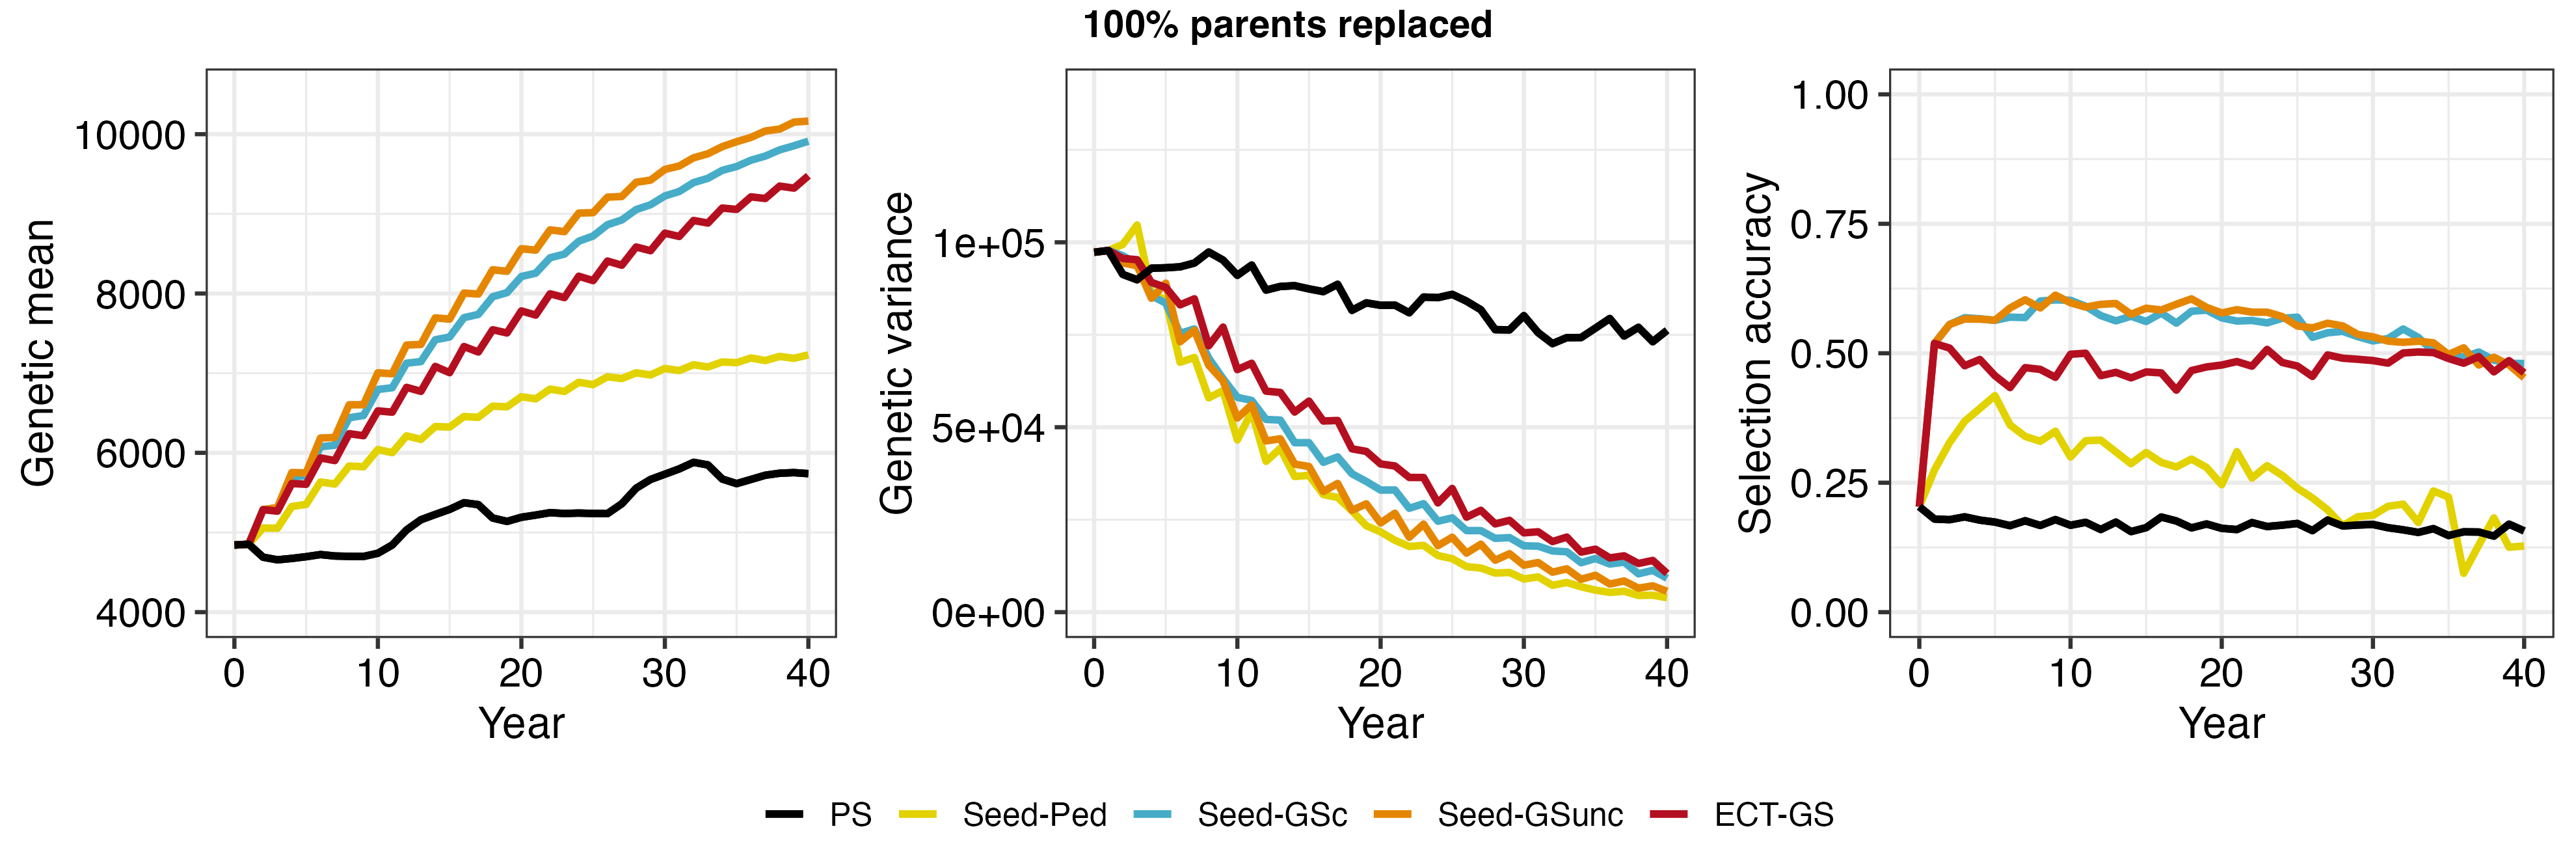 100% parents replaced
Genetic mean
10000
8000
6000
4000
0 10 20 30 40
Year
Genetic variance
1e+05
5e+04
0e+00
0 10 20 30 40
Year
Selection accuracy
1.00
0.75
0.50
0.25
0.00
0 10 20 30 40
Year
PS Seed-Ped Seed-GSc Seed-GSunc ECT-GS